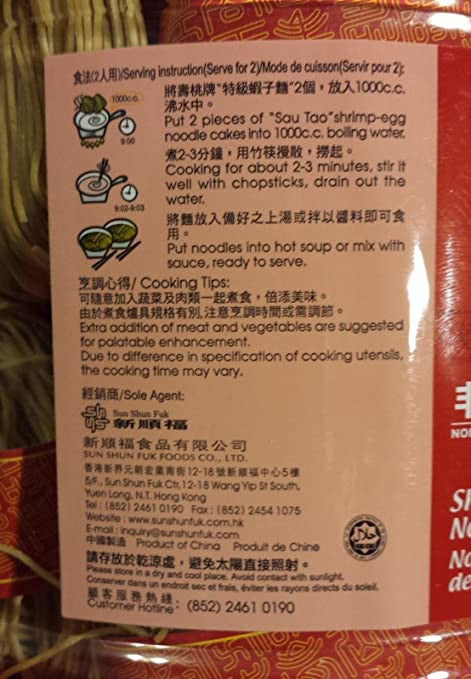 食法(2人用)/Serving instruction(Serve for 2)/Mode de cuisson(Servir pour 2):
1000c.c.
9:00
將壽桃牌“特級蝦子麵”2個，放入1000c.c.
沸水中。
Put 2 pieces of "Sau Tao"shrimp-egg
noodle cakes into 1000c.c. boiling water.
9:02-9:03
煮2-3分鐘，用竹筷攪散，撈起。
Cooking for about 2-3 minutes, stir it
well with chopsticks, drain out the
water.
將麵放入備好之上湯或拌以醬料即可食
用。
Put noodles into hot soup or mix with
sauce, ready to serve.
烹調心得/ Cooking Tips:
可隨意加入蔬菜及肉類一起煮食，倍添美味。
由於煮食爐具規格有別,注意烹調時間或需調節。
Extra addition of meat and vegetables are suggested
for palatable enhancement.
Due to difference in specification of cooking utensils,
the cooking time may vary.
經銷商/Sole Agent:
Sun Shun Fuk
新順福
新順福食品有限公司
SUN SHUN FUK FOODS CO., LTD.
香港新界元朗宏業南街12-18號新順福中心5樓
5/F., Sun Shun Fuk Ctr,12-18 Wang Yip St South,
Yuen Long, N.T. Hong Kong
Tel : (852) 2461 0190 Fax : (852) 2454 1075
Website : www.sunshunfuk.com.hk
E-mail : inquiry@sunshunfuk.com
中國製造 Product of China Produit de Chine
請存放於乾涼處，避免太陽直接照射。
Please store in a dry and cool place. Avoid contact with sunlight.
Conserver dans un endroit sec et frais, éviter les rayons directs du soleil.
顧客服務熱線
Customer Hotline : (852) 2461 0190